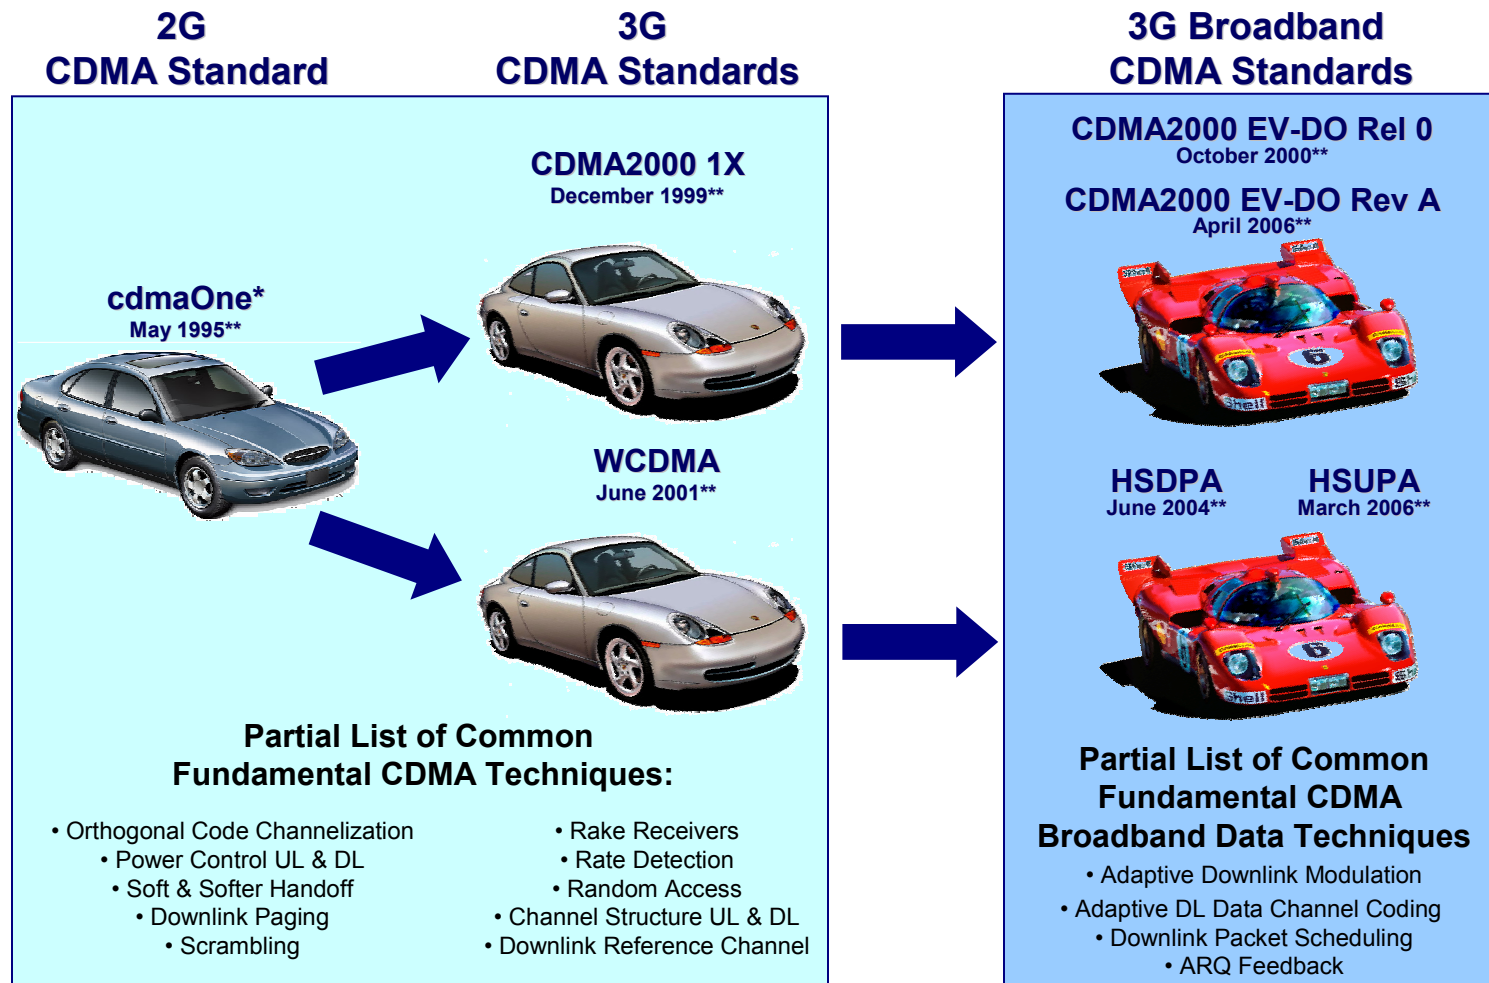 2G
CDMA Standard
3G
CDMA Standards
3G Broadband
CDMA Standards
cdmaOne*
May 1995**
CDMA2000 1X
December 1999**
WCDMA
June 2001**
CDMA2000 EV-DO Rel 0
October 2000**
CDMA2000 EV-DO Rev A
April 2006**
6
Shell
HSDPA
June 2004**
HSUPA
March 2006**
6
Shell
Partial List of Common
Fundamental CDMA Techniques:
• Orthogonal Code Channelization
• Power Control UL & DL
• Soft & Softer Handoff
• Downlink Paging
• Scrambling
• Rake Receivers
• Rate Detection
• Random Access
• Channel Structure UL & DL
• Downlink Reference Channel
Partial List of Common
Fundamental CDMA
Broadband Data Techniques
• Adaptive Downlink Modulation
• Adaptive DL Data Channel Coding
• Downlink Packet Scheduling
• ARQ Feedback